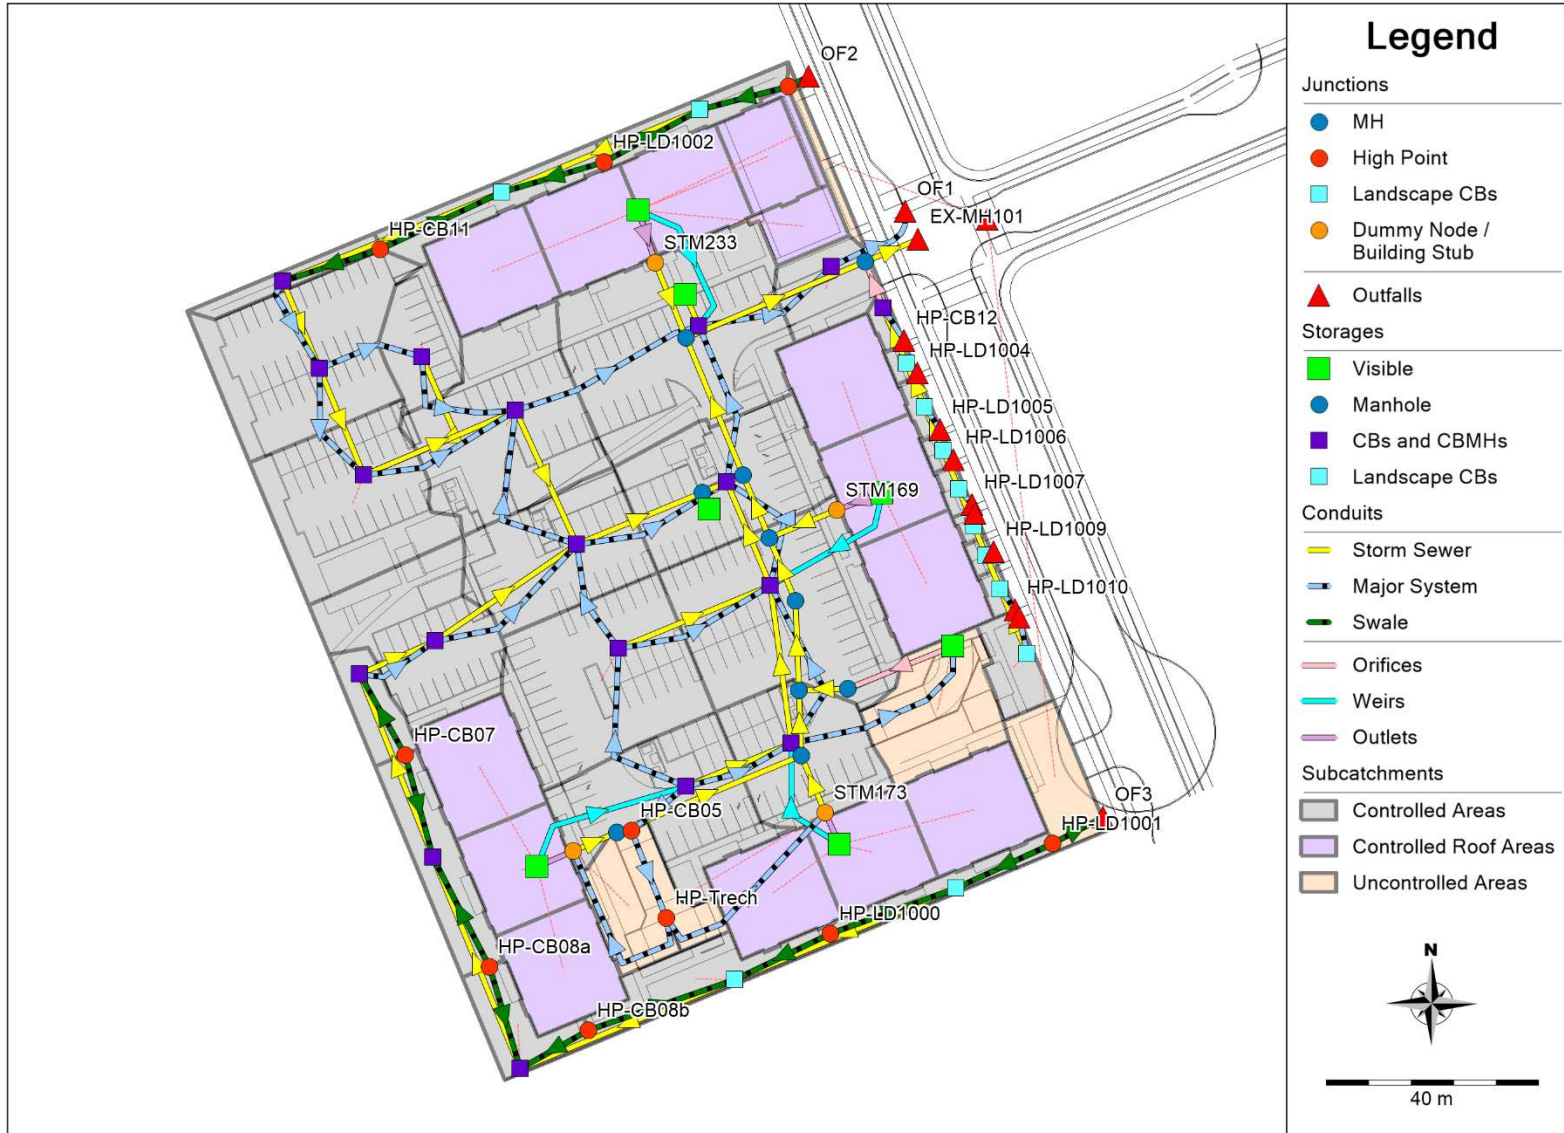 OF2
HP-LD1002
OF1
EX-MH101
HP-CB11
STM233
HP-CB12
HP-LD1004
HP-LD1005
HP-LD1006
HP-LD1007
STM169
HP-LD1009
HP-LD1010
HP-CB07
STM173
OF3
HP-CB05
HP-LD1001
HP-Trech
HP-LD1000
HP-CB08a
HP-CB08b
Legend
Junctions
MH
High Point
Landscape CBs
Dummy Node /
Building Stub
Outfalls
Storages
Visible
Manhole
CBs and CBMHs
Landscape CBs
Conduits
Storm Sewer
Major System
Swale
Orifices
Weirs
Outlets
Subcatchments
Controlled Areas
Controlled Roof Areas
Uncontrolled Areas
N
40 m